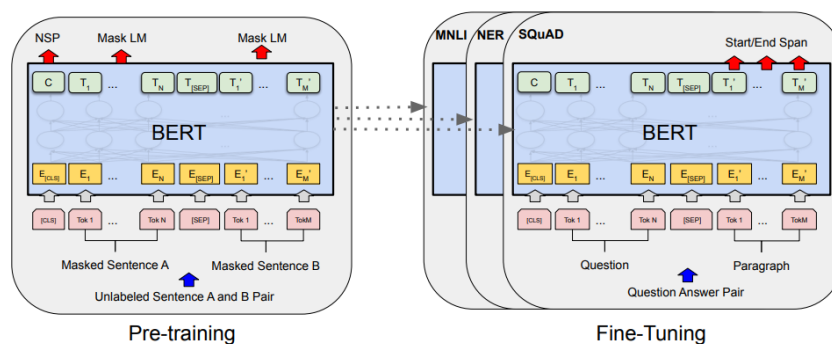 NSP Mask LM Mask LM
C T1 ... TN T[SEP] T1' ... TM'
BERT
E[CLS] E1 ... EN E[SEP] E1' ... EM'
[CLS] Tok 1 ... Tok N [SEP] Tok 1 ... TokM
Masked Sentence A Masked Sentence B
Unlabeled Sentence A and B Pair
Pre-training
MNLI NER SQuAD
Start/End Span
C T1 ... TN T[SEP] T1' ... TM'
BERT
E[CLS] E1 ... EN E[SEP] E1' ... EM'
[CLS] Tok 1 ... Tok N [SEP] Tok 1 ... TokM
Question Paragraph
Question Answer Pair
Fine-Tuning